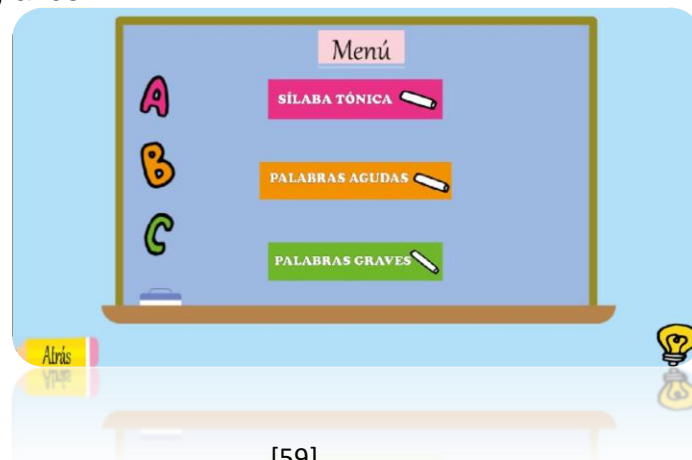 Menú
A
SÍLABA TÓNICA
B
PALABRAS AGUDAS
C
PALABRAS GRAVES
Atrás
[59]